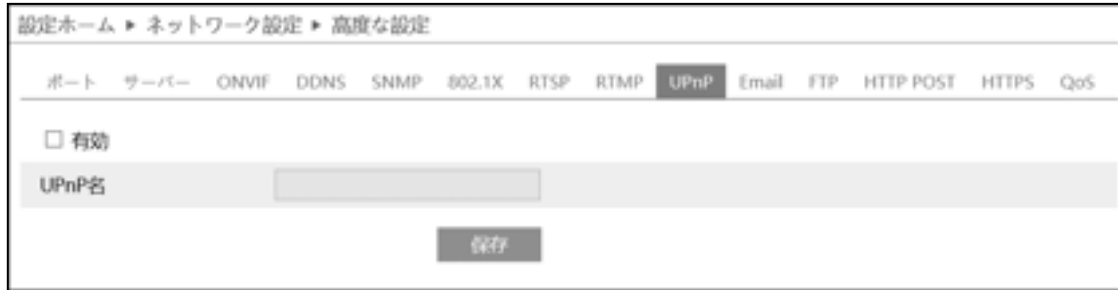 設定ホーム ▶ ネットワーク設定 ▶ 高度な設定
ポート サーバー ONVIF DDNS SNMP 802.1X RTSP RTMP UPnP Email FTP HTTP POST HTTPS QoS
有効
UPnP名
保存